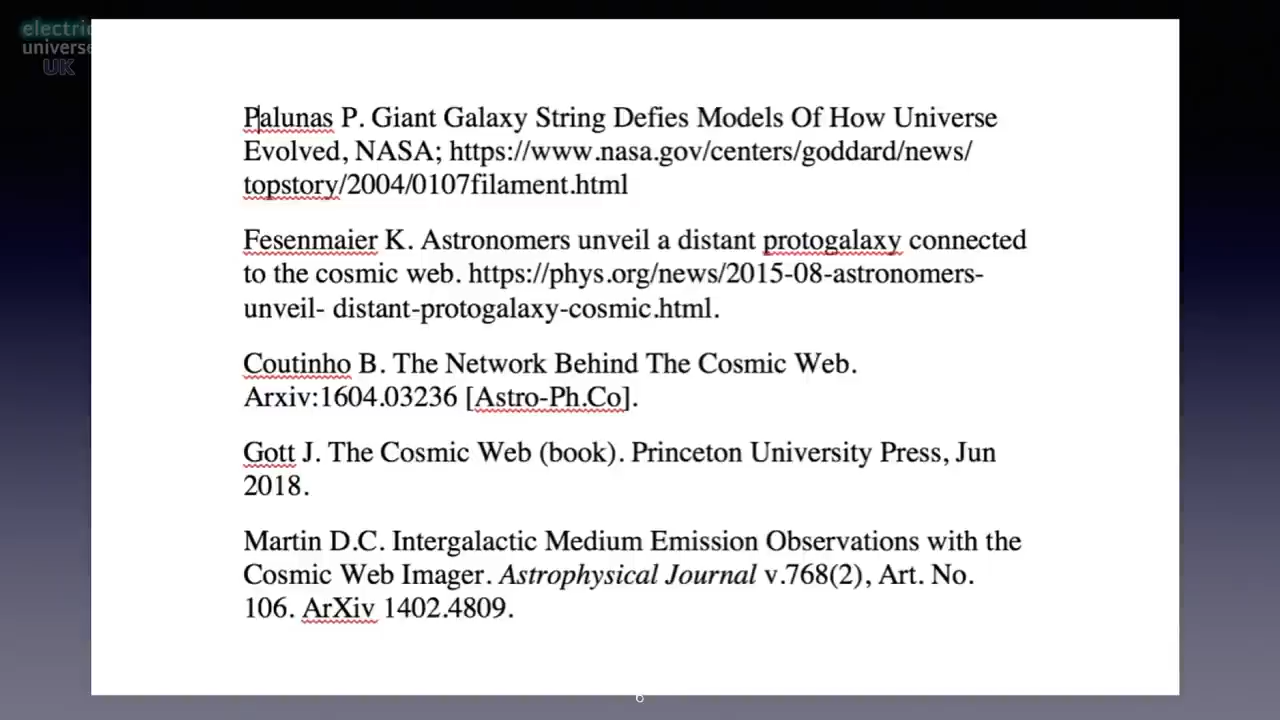 electric
universe
UK
Palunas P. Giant Galaxy String Defies Models Of How Universe
Evolved, NASA; https://www.nasa.gov/centers/goddard/news/
topstory/2004/0107filament.html
Fesenmaier K. Astronomers unveil a distant protogalaxy connected
to the cosmic web. https://phys.org/news/2015-08-astronomers-
unveil- distant-protogalaxy-cosmic.html.
Coutinho B. The Network Behind The Cosmic Web.
Arxiv:1604.03236 [Astro-Ph.Co].
Gott J. The Cosmic Web (book). Princeton University Press, Jun
2018.
Martin D.C. Intergalactic Medium Emission Observations with the
Cosmic Web Imager. Astrophysical Journal v.768(2), Art. No.
106. ArXiv 1402.4809.
6